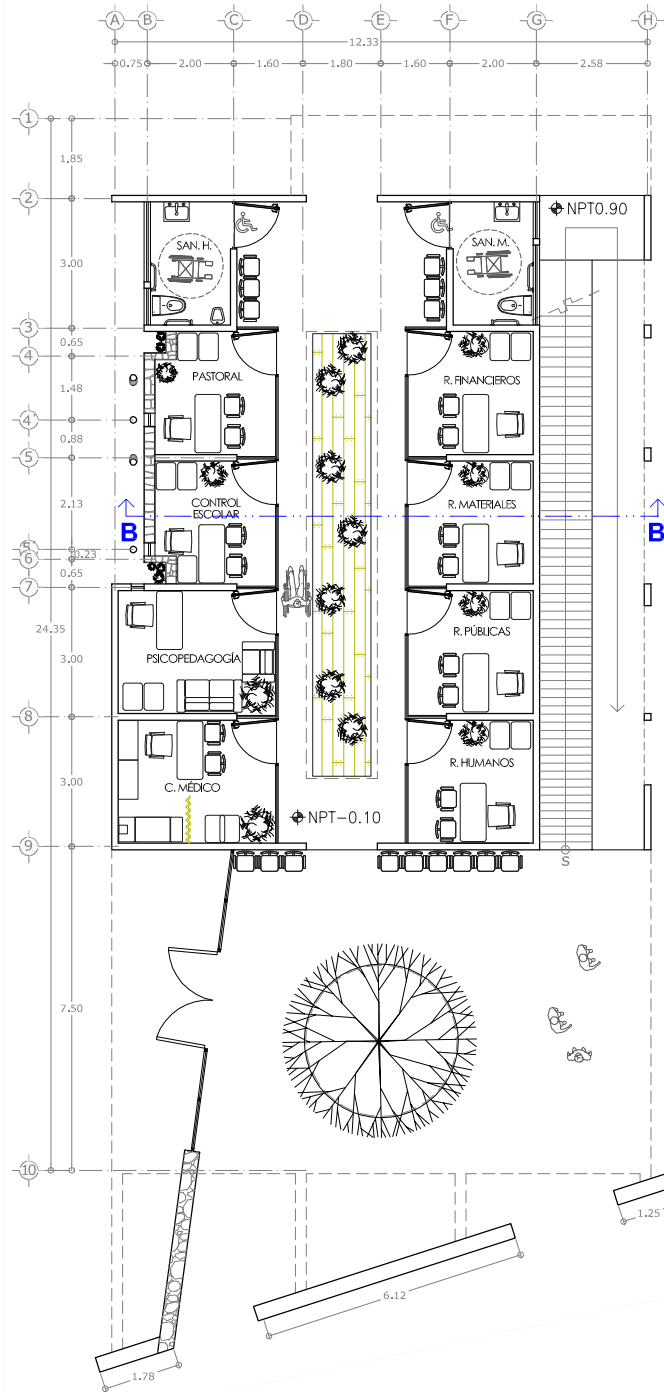 A B C D E F G H
12.33
0.75 2.00 1.60 1.80 1.60 2.00 2.58
1
1.85
2
NPT0.90
SAN. H.
SAN. M.
3.00
3
0.65
4
PASTORAL
R. FINANCIEROS
1.48
4'
0.88
5
CONTROL
ESCOLAR
R. MATERIALES
2.13
B
B
5'
0.23
6
0.65
7
24.35
R. PÚBLICAS
3.00
PSICOPEDAGOGÍA
8
R. HUMANOS
3.00
C. MÉDICO
NPT-0.10
9
S
7.50
10
1.25
6.12
1.78